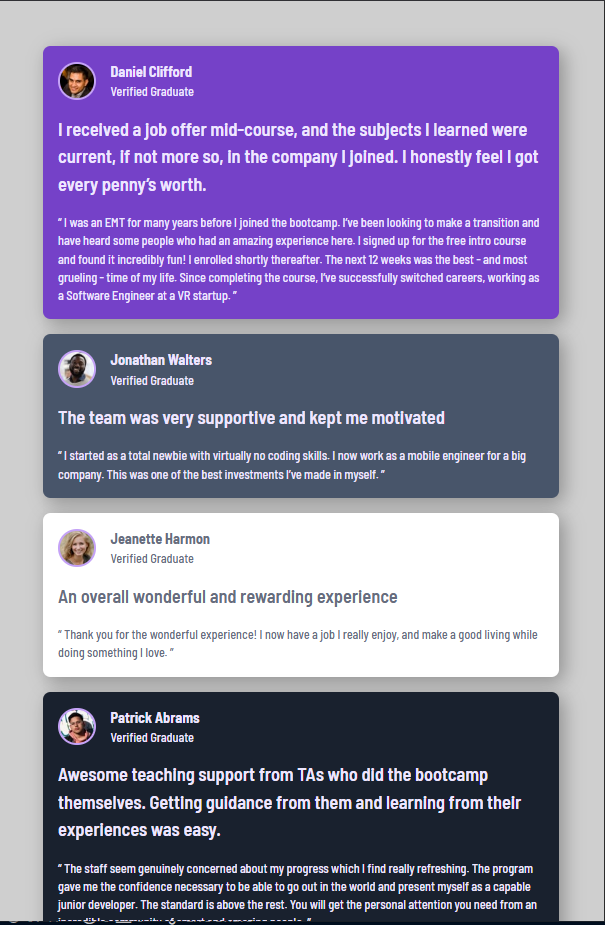 Daniel Clifford
Verified Graduate
I received a job offer mid-course, and the subjects I learned were
current, if not more so, in the company I joined. I honestly feel I got
every penny’s worth.
“ I was an EMT for many years before I joined the bootcamp. I’ve been looking to make a transition and
have heard some people who had an amazing experience here. I signed up for the free intro course
and found it incredibly fun! I enrolled shortly thereafter. The next 12 weeks was the best - and most
grueling - time of my life. Since completing the course, I’ve successfully switched careers, working as
a Software Engineer at a VR startup. ”
Jonathan Walters
Verified Graduate
The team was very supportive and kept me motivated
“ I started as a total newbie with virtually no coding skills. I now work as a mobile engineer for a big
company. This was one of the best investments I’ve made in myself. ”
Jeanette Harmon
Verified Graduate
An overall wonderful and rewarding experience
“ Thank you for the wonderful experience! I now have a job I really enjoy, and make a good living while
doing something I love. ”
Patrick Abrams
Verified Graduate
Awesome teaching support from TAs who did the bootcamp
themselves. Getting guidance from them and learning from their
experiences was easy.
“ The staff seem genuinely concerned about my progress which I find really refreshing. The program
gave me the confidence necessary to be able to go out in the world and present myself as a capable
junior developer. The standard is above the rest. You will get the personal attention you need from an
incredible community of smart and amazing people. ”